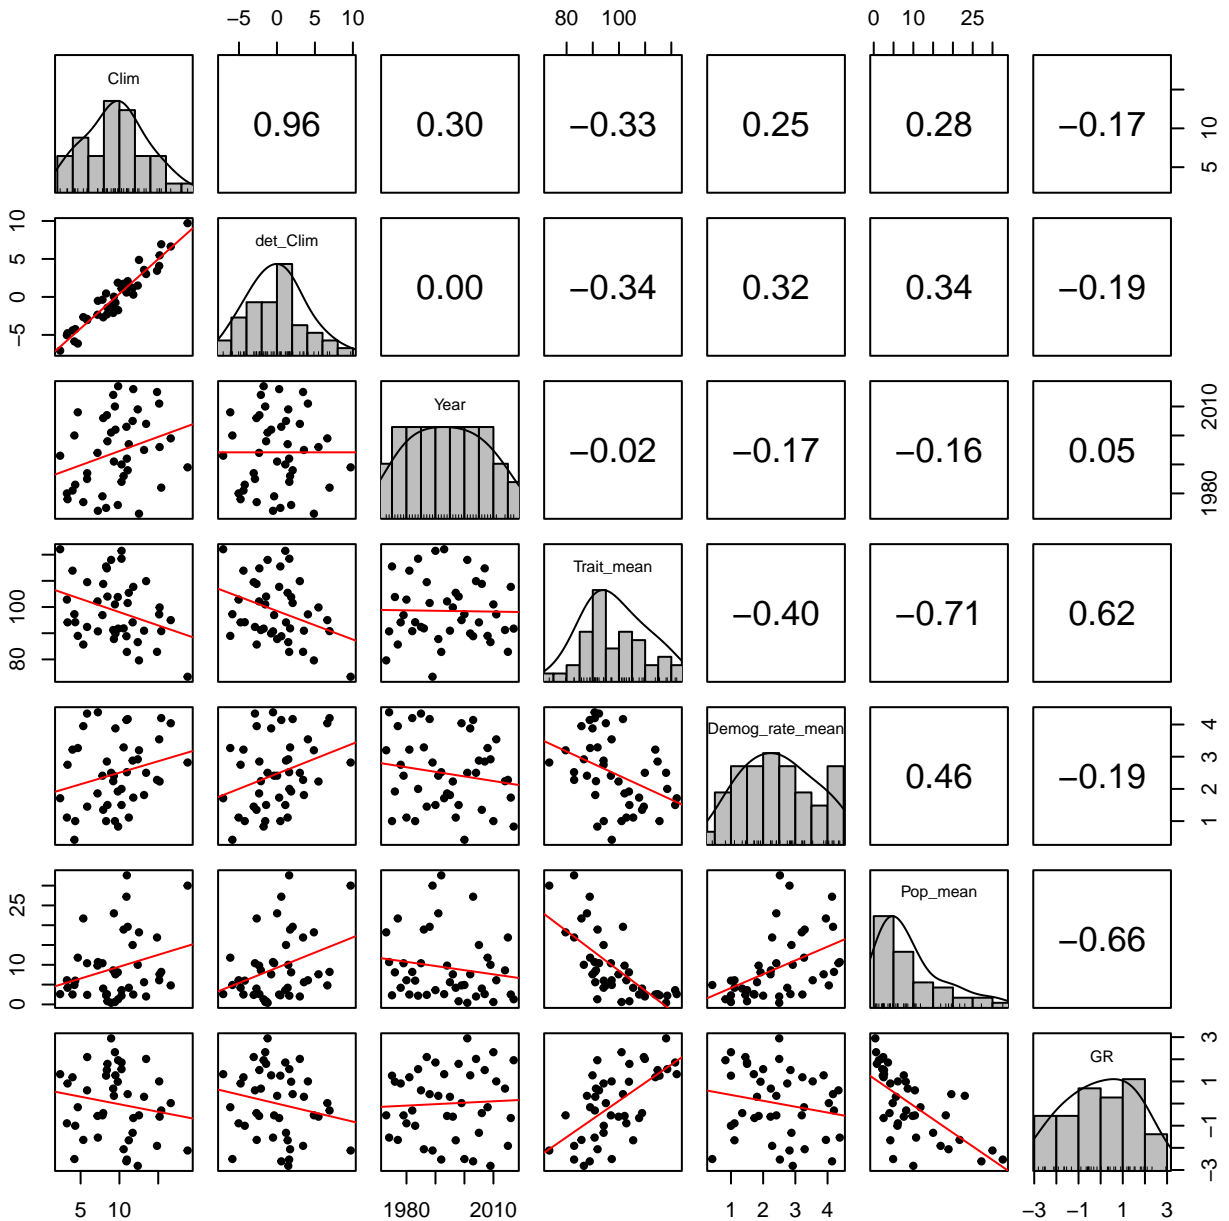 −5 0 5 10 80 100 0 5 15 25
Clim
0.96 0.30 −0.33 0.25 0.28 −0.17
5 10
−5 0 5 10
det_Clim
0.00 −0.34 0.32 0.34 −0.19
Year
−0.02 −0.17 −0.16 0.05
1980 2010
80 100
Trait_mean
−0.40 −0.71 0.62
Demog_rate_mean
0.46 −0.19
1 2 3 4
0 10 25
Pop_mean
−0.66
GR
−3 −1 1 3
5 10 1980 2010 1 2 3 4 −3 −1 1 3